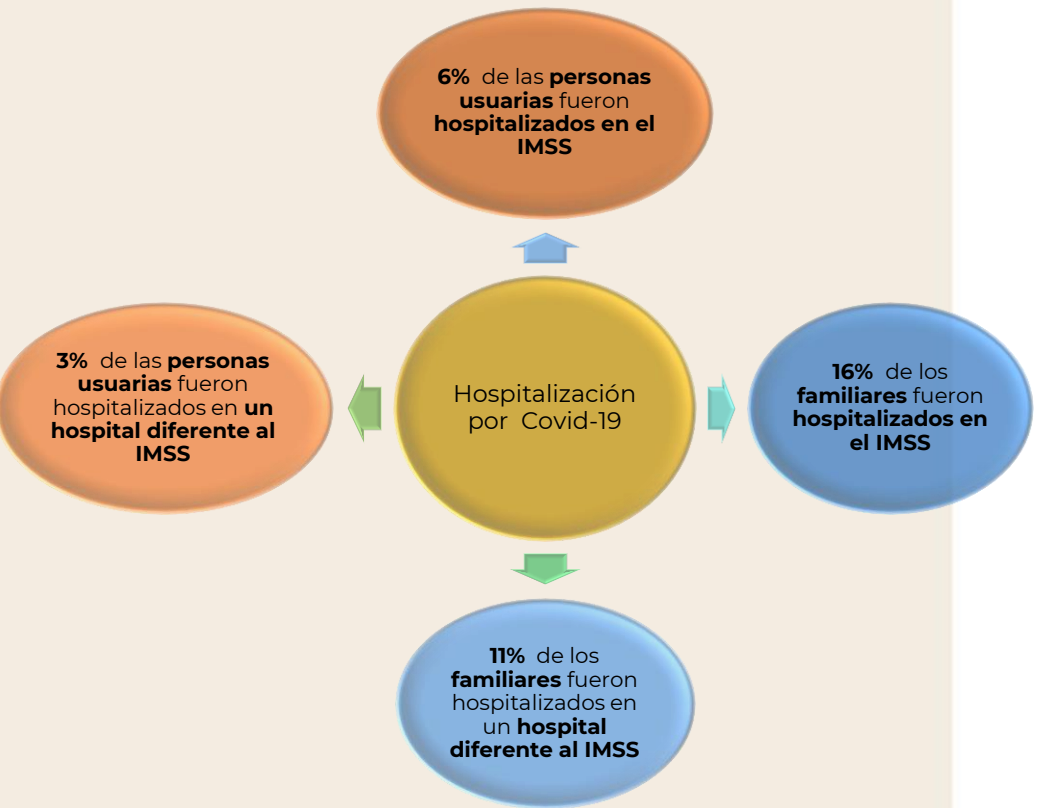 6% de las personas
usuarias fueron
hospitalizados en el
IMSS
3% de las personas
usuarias fueron
hospitalizados en un
hospital diferente al
IMSS
Hospitalización
por Covid-19
16% de los
familiares fueron
hospitalizados en
el IMSS
11% de los
familiares fueron
hospitalizados en
un hospital
diferente al IMSS